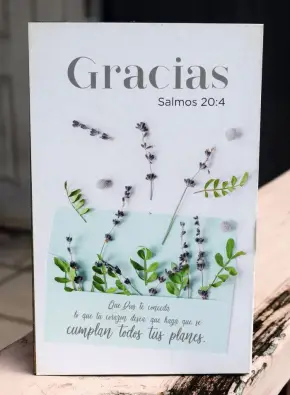 Gracias
Salmos 20:4
Que Dios te conceda
lo que tu corazón desea, que haga que se
cumplan todos tus planes.